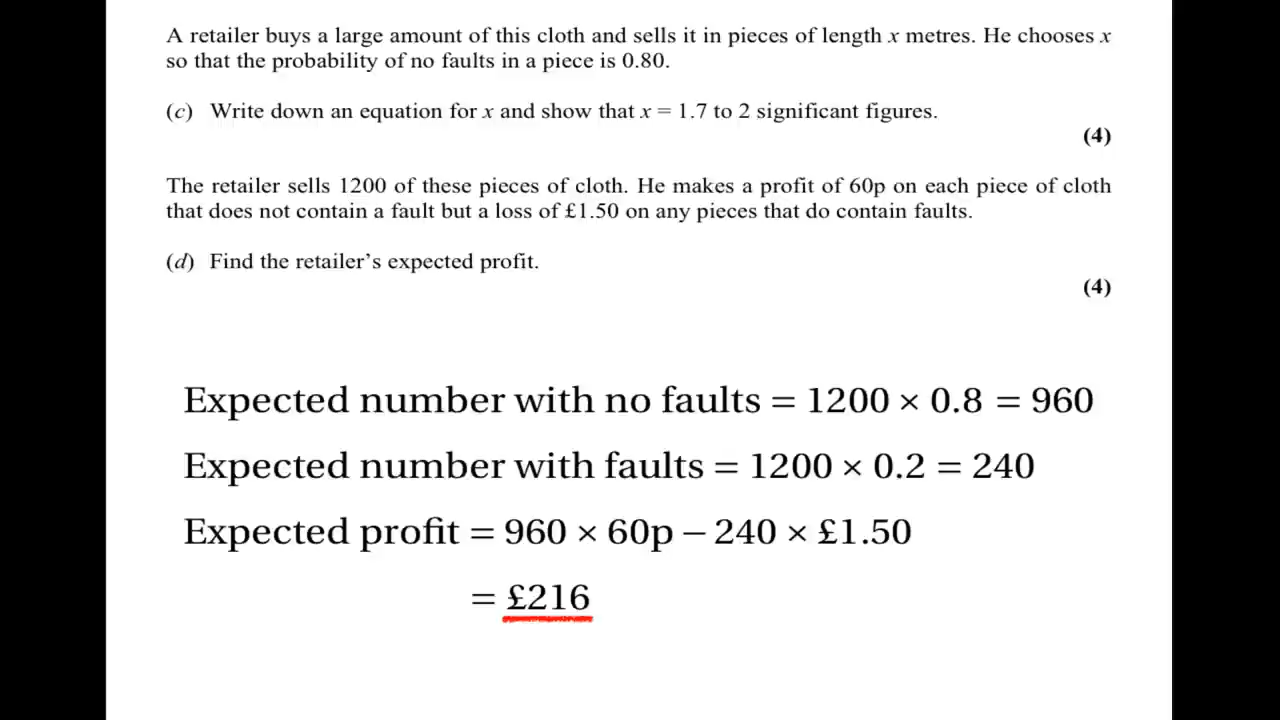 A retailer buys a large amount of this cloth and sells it in pieces of length x metres. He chooses x
so that the probability of no faults in a piece is 0.80.
(c) Write down an equation for x and show that x = 1.7 to 2 significant figures.
(4)
The retailer sells 1200 of these pieces of cloth. He makes a profit of 60p on each piece of cloth
that does not contain a fault but a loss of £1.50 on any pieces that do contain faults.
(d) Find the retailer’s expected profit.
(4)
Expected number with no faults = 1200 × 0.8 = 960
Expected number with faults = 1200 × 0.2 = 240
Expected profit = 960 × 60p – 240 × £1.50
= £216